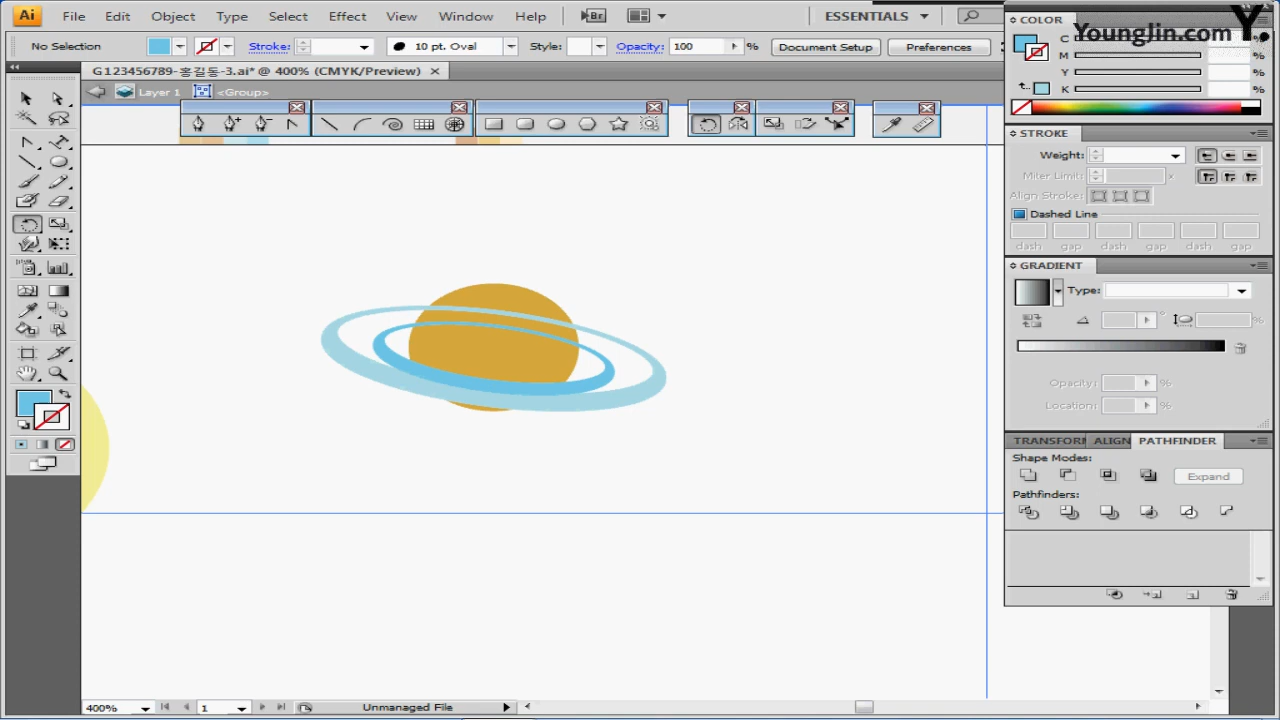 Ai File Edit Object Type Select Effect View Window Help Br ESSENTIALS
No Selection Stroke: 10 pt. Oval Style: Opacity: 100 % Document Setup Preferences
G123456789-홍길동-3.ai* @ 400% (CMYK/Preview)
Layer 1 <Group>
COLOR
YoungJin.com Y.
C %
M %
Y %
K %
STROKE
Weight:
Miter Limit: x
Align Stroke:
Dashed Line
dash gap dash gap dash gap
GRADIENT
Type:
° %
Opacity: %
Location: %
TRANSFORM ALIGN PATHFINDER
Shape Modes:
Expand
Pathfinders:
400% 1 Unmanaged File